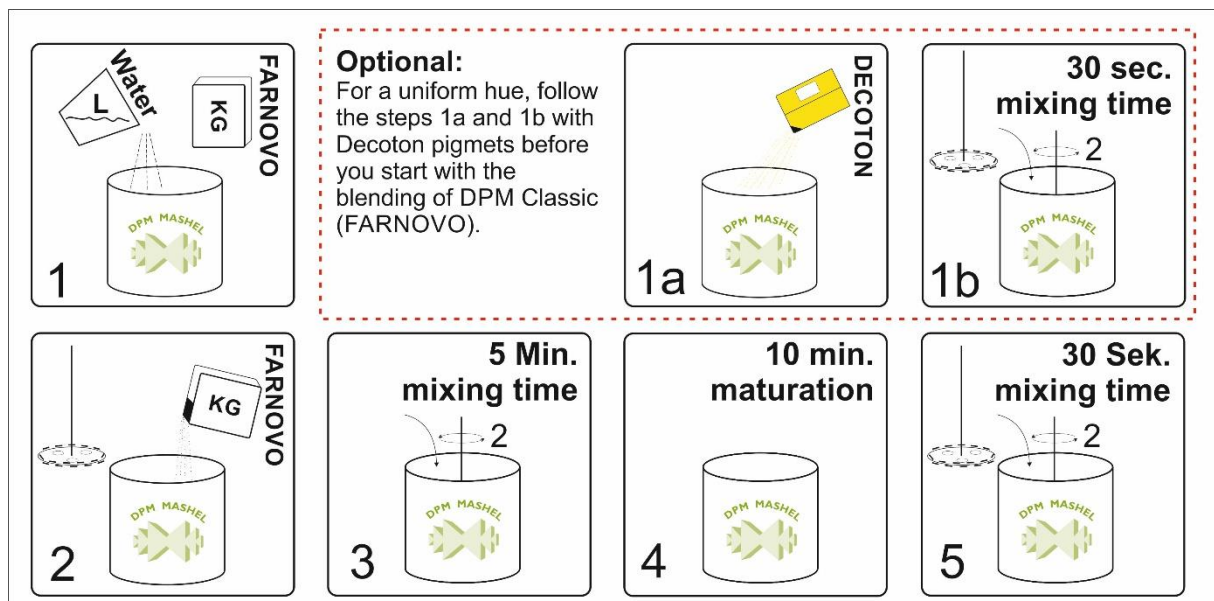 Water
L
KG
FARNOVO
DPM MASHEL
1
Optional:
For a uniform hue, follow
the steps 1a and 1b with
Decoton pigmets before
you start with the
blending of DPM Classic
(FARNOVO).
DECOTON
DPM MASHEL
1a
30 sec.
mixing time
2
DPM MASHEL
1b
FARNOVO
KG
DPM MASHEL
2
5 Min.
mixing time
2
DPM MASHEL
3
10 min.
maturation
DPM MASHEL
4
30 Sek.
mixing time
2
DPM MASHEL
5